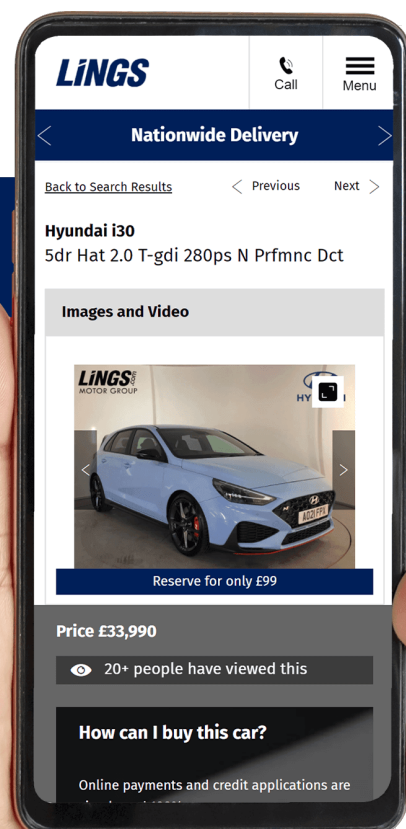 LiNGS
Call
Menu
Nationwide Delivery
Back to Search Results
Previous
Next
Hyundai i30
5dr Hat 2.0 T-gdi 280ps N Prfmnc Dct
Images and Video
LiNGS.com
MOTOR GROUP
AO21 FPX
Reserve for only £99
Price £33,990
20+ people have viewed this
How can I buy this car?
Online payments and credit applications are